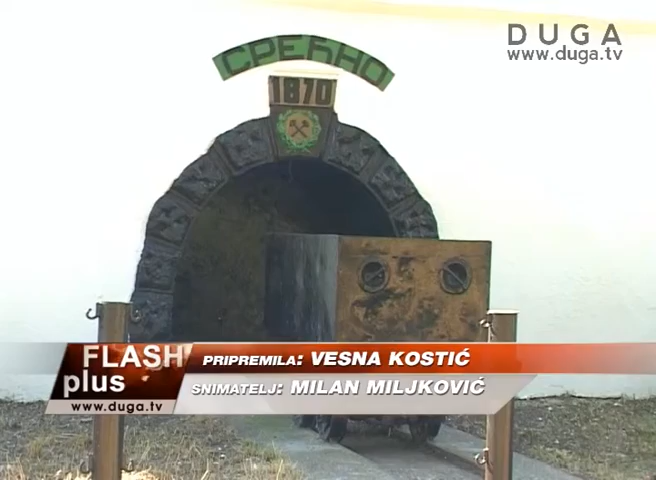 DUGA
www.duga.tv
СРЕЋНО
1870
FLASH
plus
www.duga.tv
PRIPREMILA: VESNA KOSTIĆ
SNIMATELJ: MILAN MILJKOVIĆ